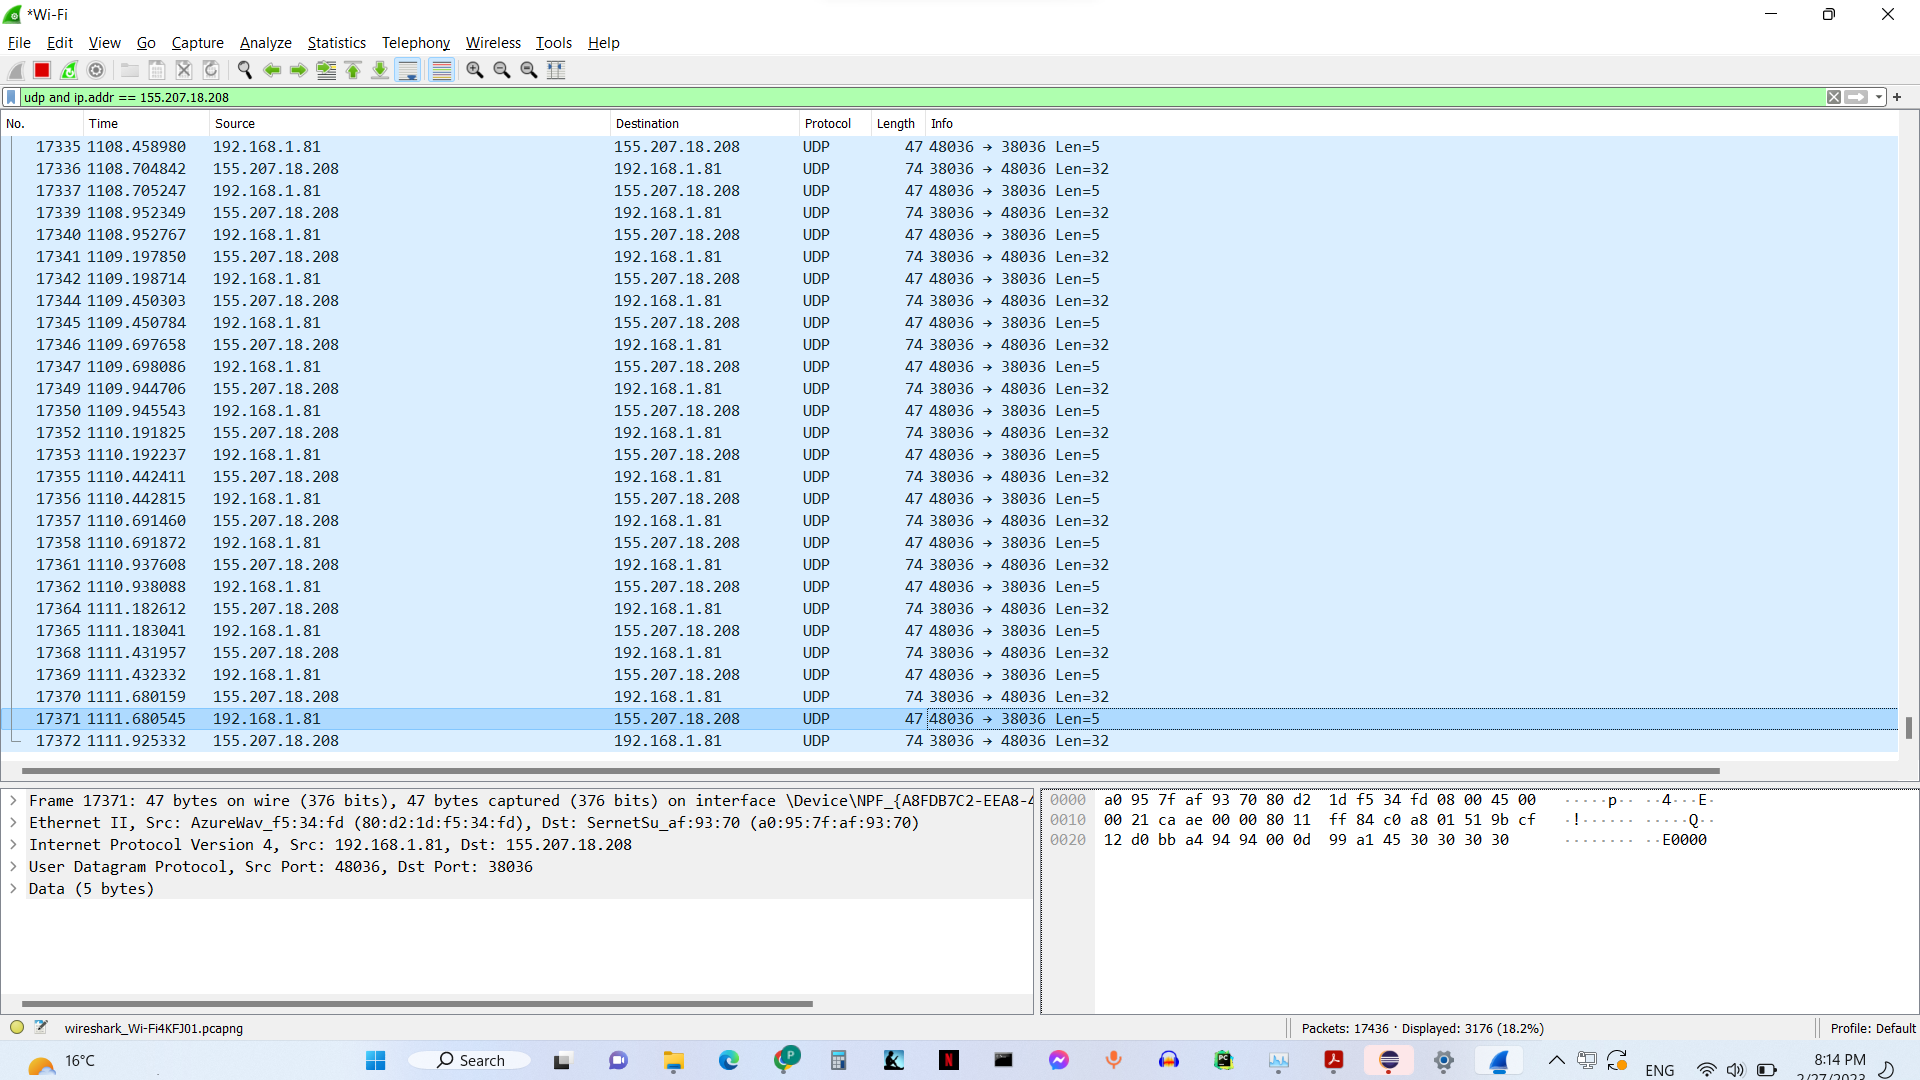 *Wi-Fi
File Edit View Go Capture Analyze Statistics Telephony Wireless Tools Help
udp and ip.addr == 155.207.18.208
No. Time Source Destination Protocol Length Info
17335 1108.458980 192.168.1.81 155.207.18.208 UDP 47 48036 → 38036 Len=5
17336 1108.704842 155.207.18.208 192.168.1.81 UDP 74 38036 → 48036 Len=32
17337 1108.705247 192.168.1.81 155.207.18.208 UDP 47 48036 → 38036 Len=5
17339 1108.952349 155.207.18.208 192.168.1.81 UDP 74 38036 → 48036 Len=32
17340 1108.952767 192.168.1.81 155.207.18.208 UDP 47 48036 → 38036 Len=5
17341 1109.197850 155.207.18.208 192.168.1.81 UDP 74 38036 → 48036 Len=32
17342 1109.198714 192.168.1.81 155.207.18.208 UDP 47 48036 → 38036 Len=5
17344 1109.450303 155.207.18.208 192.168.1.81 UDP 74 38036 → 48036 Len=32
17345 1109.450784 192.168.1.81 155.207.18.208 UDP 47 48036 → 38036 Len=5
17346 1109.697658 155.207.18.208 192.168.1.81 UDP 74 38036 → 48036 Len=32
17347 1109.698086 192.168.1.81 155.207.18.208 UDP 47 48036 → 38036 Len=5
17349 1109.944706 155.207.18.208 192.168.1.81 UDP 74 38036 → 48036 Len=32
17350 1109.945543 192.168.1.81 155.207.18.208 UDP 47 48036 → 38036 Len=5
17352 1110.191825 155.207.18.208 192.168.1.81 UDP 74 38036 → 48036 Len=32
17353 1110.192237 192.168.1.81 155.207.18.208 UDP 47 48036 → 38036 Len=5
17355 1110.442411 155.207.18.208 192.168.1.81 UDP 74 38036 → 48036 Len=32
17356 1110.442815 192.168.1.81 155.207.18.208 UDP 47 48036 → 38036 Len=5
17357 1110.691460 155.207.18.208 192.168.1.81 UDP 74 38036 → 48036 Len=32
17358 1110.691872 192.168.1.81 155.207.18.208 UDP 47 48036 → 38036 Len=5
17361 1110.937608 155.207.18.208 192.168.1.81 UDP 74 38036 → 48036 Len=32
17362 1110.938088 192.168.1.81 155.207.18.208 UDP 47 48036 → 38036 Len=5
17364 1111.182612 155.207.18.208 192.168.1.81 UDP 74 38036 → 48036 Len=32
17365 1111.183041 192.168.1.81 155.207.18.208 UDP 47 48036 → 38036 Len=5
17368 1111.431957 155.207.18.208 192.168.1.81 UDP 74 38036 → 48036 Len=32
17369 1111.432332 192.168.1.81 155.207.18.208 UDP 47 48036 → 38036 Len=5
17370 1111.680159 155.207.18.208 192.168.1.81 UDP 74 38036 → 48036 Len=32
17371 1111.680545 192.168.1.81 155.207.18.208 UDP 47 48036 → 38036 Len=5
17372 1111.925332 155.207.18.208 192.168.1.81 UDP 74 38036 → 48036 Len=32
Frame 17371: 47 bytes on wire (376 bits), 47 bytes captured (376 bits) on interface \Device\NPF_{A8FDB7C2-EEA8-4
Ethernet II, Src: AzureWav_f5:34:fd (80:d2:1d:f5:34:fd), Dst: SernetSu_af:93:70 (a0:95:7f:af:93:70)
Internet Protocol Version 4, Src: 192.168.1.81, Dst: 155.207.18.208
User Datagram Protocol, Src Port: 48036, Dst Port: 38036
Data (5 bytes)
0000 a0 95 7f af 93 70 80 d2 1d f5 34 fd 08 00 45 00 ·····p·· ··4···E·
0010 00 21 ca ae 00 00 80 11 ff 84 c0 a8 01 51 9b cf ·!······ ·····Q··
0020 12 d0 bb a4 94 94 00 0d 99 a1 45 30 30 30 30 ········ ··E0000
wireshark_Wi-Fi4KFJ01.pcapng
Packets: 17436 · Displayed: 3176 (18.2%)
Profile: Default
16°C
Search
ENG
8:14 PM
2/27/2023